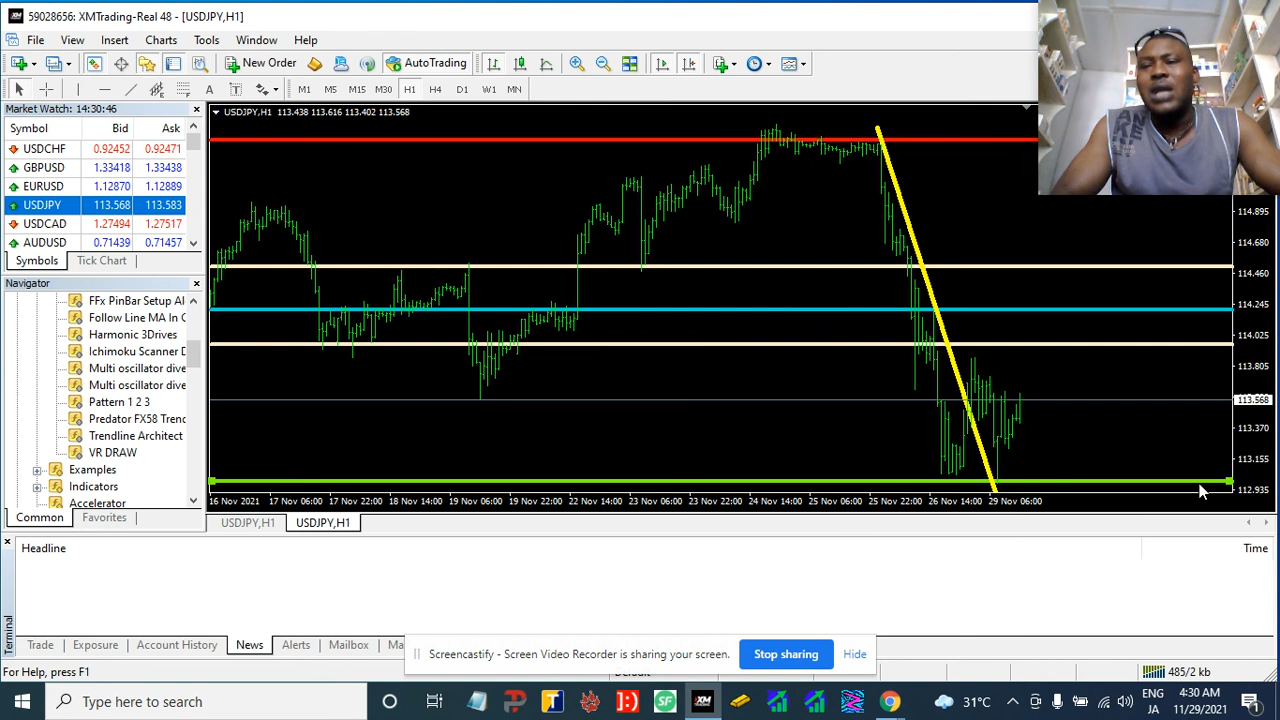 59028656: XMTrading-Real 48 - [USDJPY,H1]
File View Insert Charts Tools Window Help
New Order AutoTrading
A T M1 M5 M15 M30 H1 H4 D1 W1 MN
Market Watch: 14:30:46
Symbol Bid Ask
USDCHF 0.92452 0.92471
GBPUSD 1.33418 1.33438
EURUSD 1.12870 1.12889
USDJPY 113.568 113.583
USDCAD 1.27494 1.27517
AUDUSD 0.71439 0.71457
Symbols Tick Chart
Navigator
FFx PinBar Setup Al
Follow Line MA In C
Harmonic 3Drives
Ichimoku Scanner D
Multi oscillator dive
Multi oscillator dive
Pattern 1 2 3
Predator FX58 Trenc
Trendline Architect
VR DRAW
Examples
Indicators
Accelerator
Common Favorites
USDJPY,H1 113.438 113.616 113.402 113.568
114.895
114.680
114.460
114.245
114.025
113.805
113.568
113.370
113.155
112.935
16 Nov 2021 17 Nov 06:00 17 Nov 22:00 18 Nov 14:00 19 Nov 06:00 19 Nov 22:00 23 Nov 06:00 23 Nov 22:00 24 Nov 14:00 25 Nov 06:00 25 Nov 22:00 26 Nov 14:00 29 Nov 06:00
USDJPY,H1 USDJPY,H1
Headline Time
Terminal
Trade Exposure Account History News Alerts Mailbox Ma
Screencastify - Screen Video Recorder is sharing your screen. Stop sharing Hide
For Help, press F1 Default 485/2 kb
Type here to search
31°C
ENG
JA
4:30 AM
11/29/2021